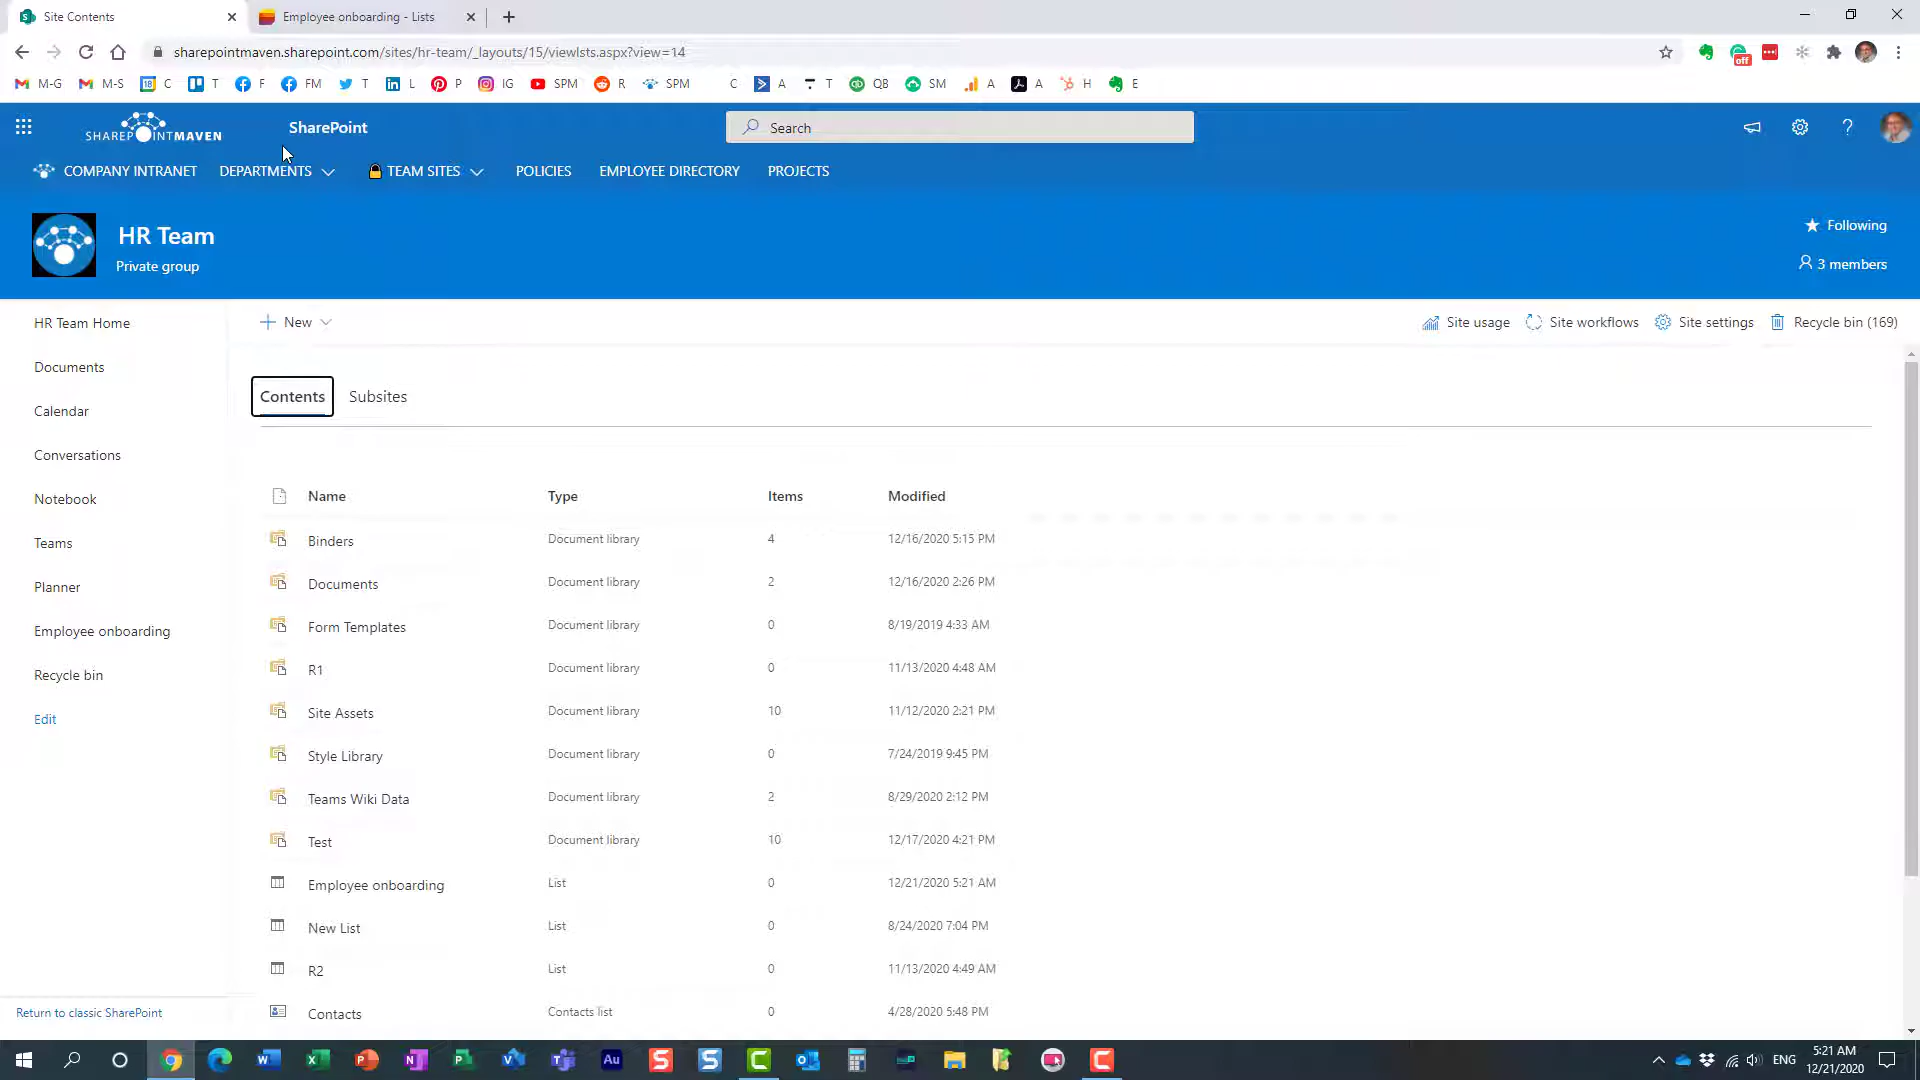 Site Contents
Employee onboarding - Lists
sharepointmaven.sharepoint.com/sites/hr-team/_layouts/15/viewlsts.aspx?view=14
off
M-G M-S C T F FM T L P IG SPM R SPM C A T QB SM A A H E
SHAREPOINTMAVEN SharePoint Search
COMPANY INTRANET DEPARTMENTS TEAM SITES POLICIES EMPLOYEE DIRECTORY PROJECTS
HR Team
Private group
Following
3 members
HR Team Home
Documents
Calendar
Conversations
Notebook
Teams
Planner
Employee onboarding
Recycle bin
Edit
Return to classic SharePoint
New Site usage Site workflows Site settings Recycle bin (169)
Contents Subsites
Name Type Items Modified
Binders Document library 4 12/16/2020 5:15 PM
Documents Document library 2 12/16/2020 2:26 PM
Form Templates Document library 0 8/19/2019 4:33 AM
R1 Document library 0 11/13/2020 4:48 AM
Site Assets Document library 10 11/12/2020 2:21 PM
Style Library Document library 0 7/24/2019 9:45 PM
Teams Wiki Data Document library 2 8/29/2020 2:12 PM
Test Document library 10 12/17/2020 4:21 PM
Employee onboarding List 0 12/21/2020 5:21 AM
New List List 0 8/24/2020 7:04 PM
R2 List 0 11/13/2020 4:49 AM
Contacts Contacts list 0 4/28/2020 5:48 PM
ENG 5:21 AM
12/21/2020